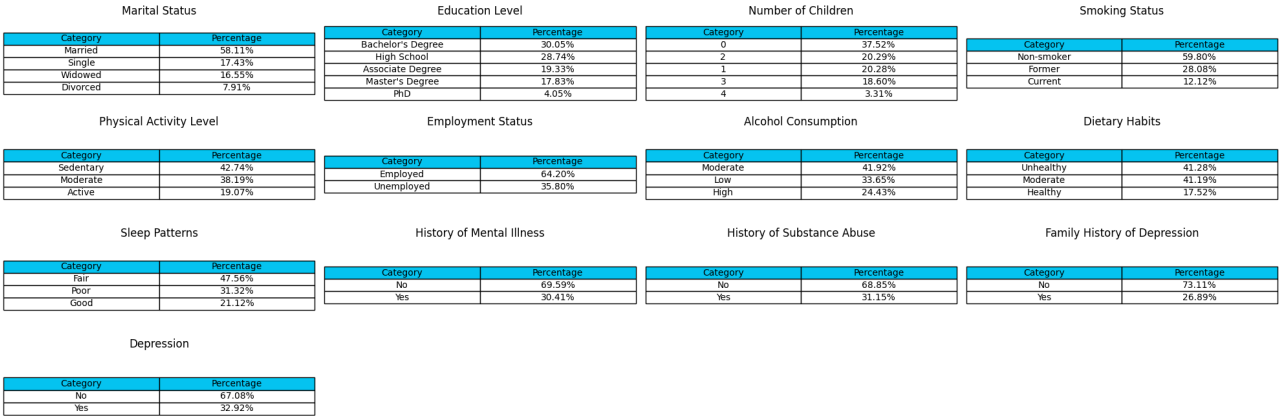 Marital Status
Category Percentage
Married 58.11%
Single 17.43%
Widowed 16.55%
Divorced 7.91%
Education Level
Category Percentage
Bachelor's Degree 30.05%
High School 28.74%
Associate Degree 19.33%
Master's Degree 17.83%
PhD 4.05%
Number of Children
Category Percentage
0 37.52%
2 20.29%
1 20.28%
3 18.60%
4 3.31%
Smoking Status
Category Percentage
Non-smoker 59.80%
Former 28.08%
Current 12.12%
Physical Activity Level
Category Percentage
Sedentary 42.74%
Moderate 38.19%
Active 19.07%
Employment Status
Category Percentage
Employed 64.20%
Unemployed 35.80%
Alcohol Consumption
Category Percentage
Moderate 41.92%
Low 33.65%
High 24.43%
Dietary Habits
Category Percentage
Unhealthy 41.28%
Moderate 41.19%
Healthy 17.52%
Sleep Patterns
Category Percentage
Fair 47.56%
Poor 31.32%
Good 21.12%
History of Mental Illness
Category Percentage
No 69.59%
Yes 30.41%
History of Substance Abuse
Category Percentage
No 68.85%
Yes 31.15%
Family History of Depression
Category Percentage
No 73.11%
Yes 26.89%
Depression
Category Percentage
No 67.08%
Yes 32.92%